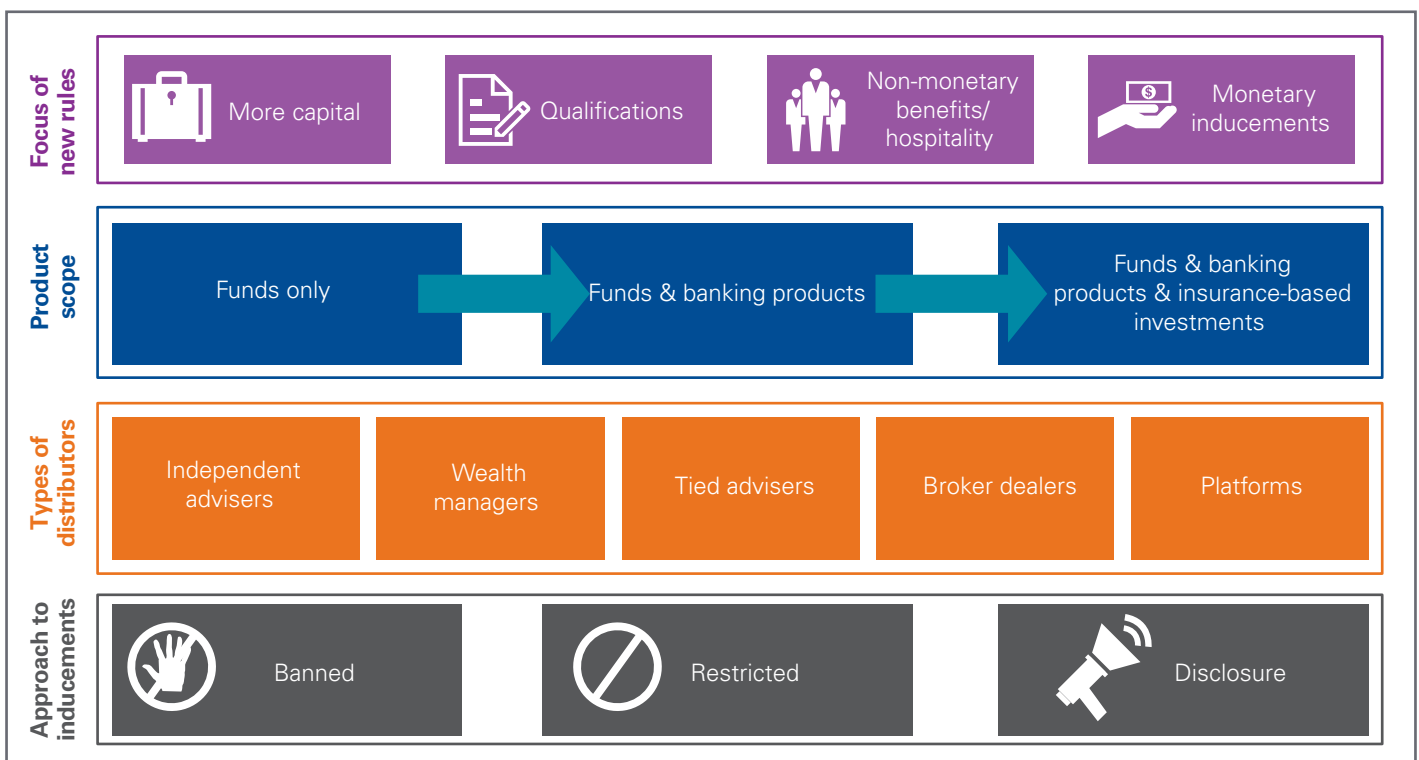 Focus of
new rules
More capital
Qualifications
Non-monetary
benefits/
hospitality
$
Monetary
inducements
Product
scope
Funds only
Funds & banking products
Funds & banking
products & insurance-based
investments
Types of
distributors
Independent
advisers
Wealth
managers
Tied advisers
Broker dealers
Platforms
Approach to
inducements
Banned
Restricted
Disclosure